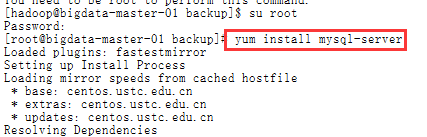 You need to be root to perform this command.
[hadoop@bigdata-master-01 backup]$ su root
Password:
[root@bigdata-master-01 backup]# yum install mysql-server
Loaded plugins: fastestmirror
Setting up Install Process
Loading mirror speeds from cached hostfile
 * base: centos.ustc.edu.cn
 * extras: centos.ustc.edu.cn
 * updates: centos.ustc.edu.cn
Resolving Dependencies